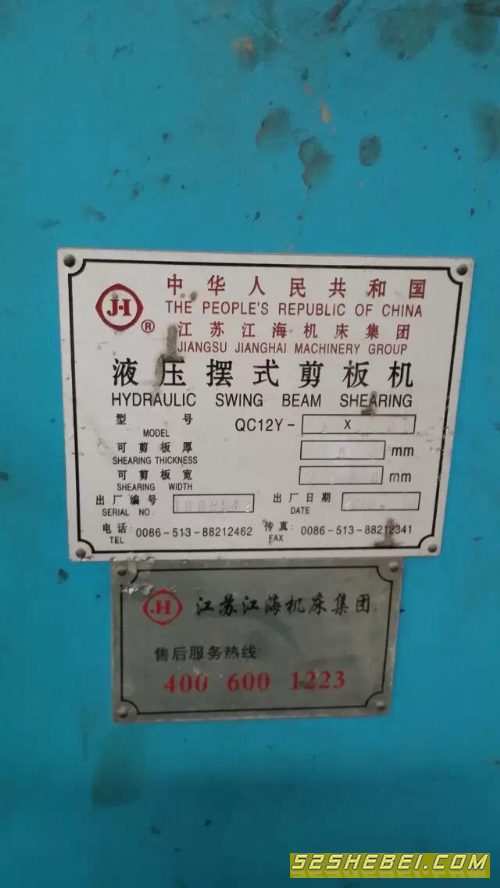 中华人民共和国
THE PEOPLE'S REPUBLIC OF CHINA
J-I
®
江苏江海机床集团
JIANGSU JIANGHAI MACHINERY GROUP
液压摆式剪板机
HYDRAULIC SWING BEAM SHEARING
型号 QC12Y- X
MODEL
可剪板厚 mm
SHEARING THICKNESS
可剪板宽 mm
SHEARING WIDTH
出厂编号 出厂日期
SERIAL NO. DATE
电话 0086-513-88212462 传真 0086-513-88212341
TEL FAX
J-I 江苏江海机床集团
售后服务热线:
400 600 1223
52SHEBEI.COM